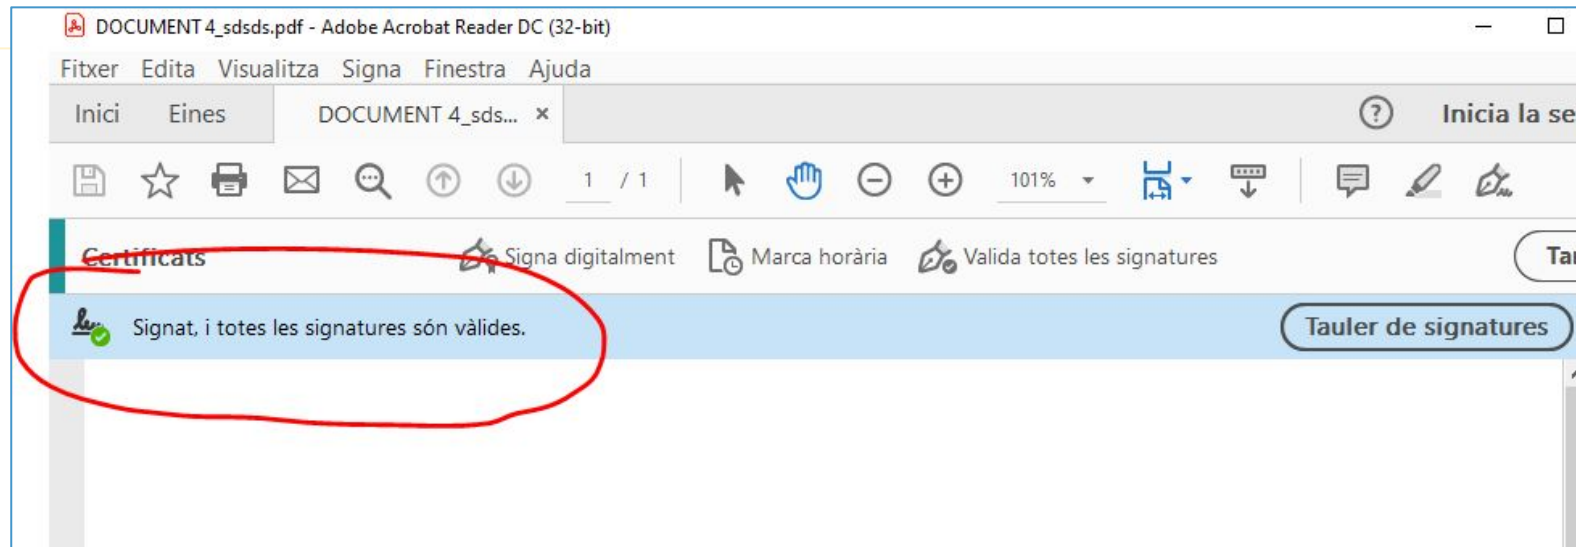 DOCUMENT 4_sdsds.pdf - Adobe Acrobat Reader DC (32-bit)
Fitxer Edita Visualitza Signa Finestra Ajuda
Inici Eines DOCUMENT 4_sds... × ? Inicia la se
1 / 1 101%
Certificats Signa digitalment Marca horària Valida totes les signatures Tau
Signat, i totes les signatures són vàlides. Tauler de signatures